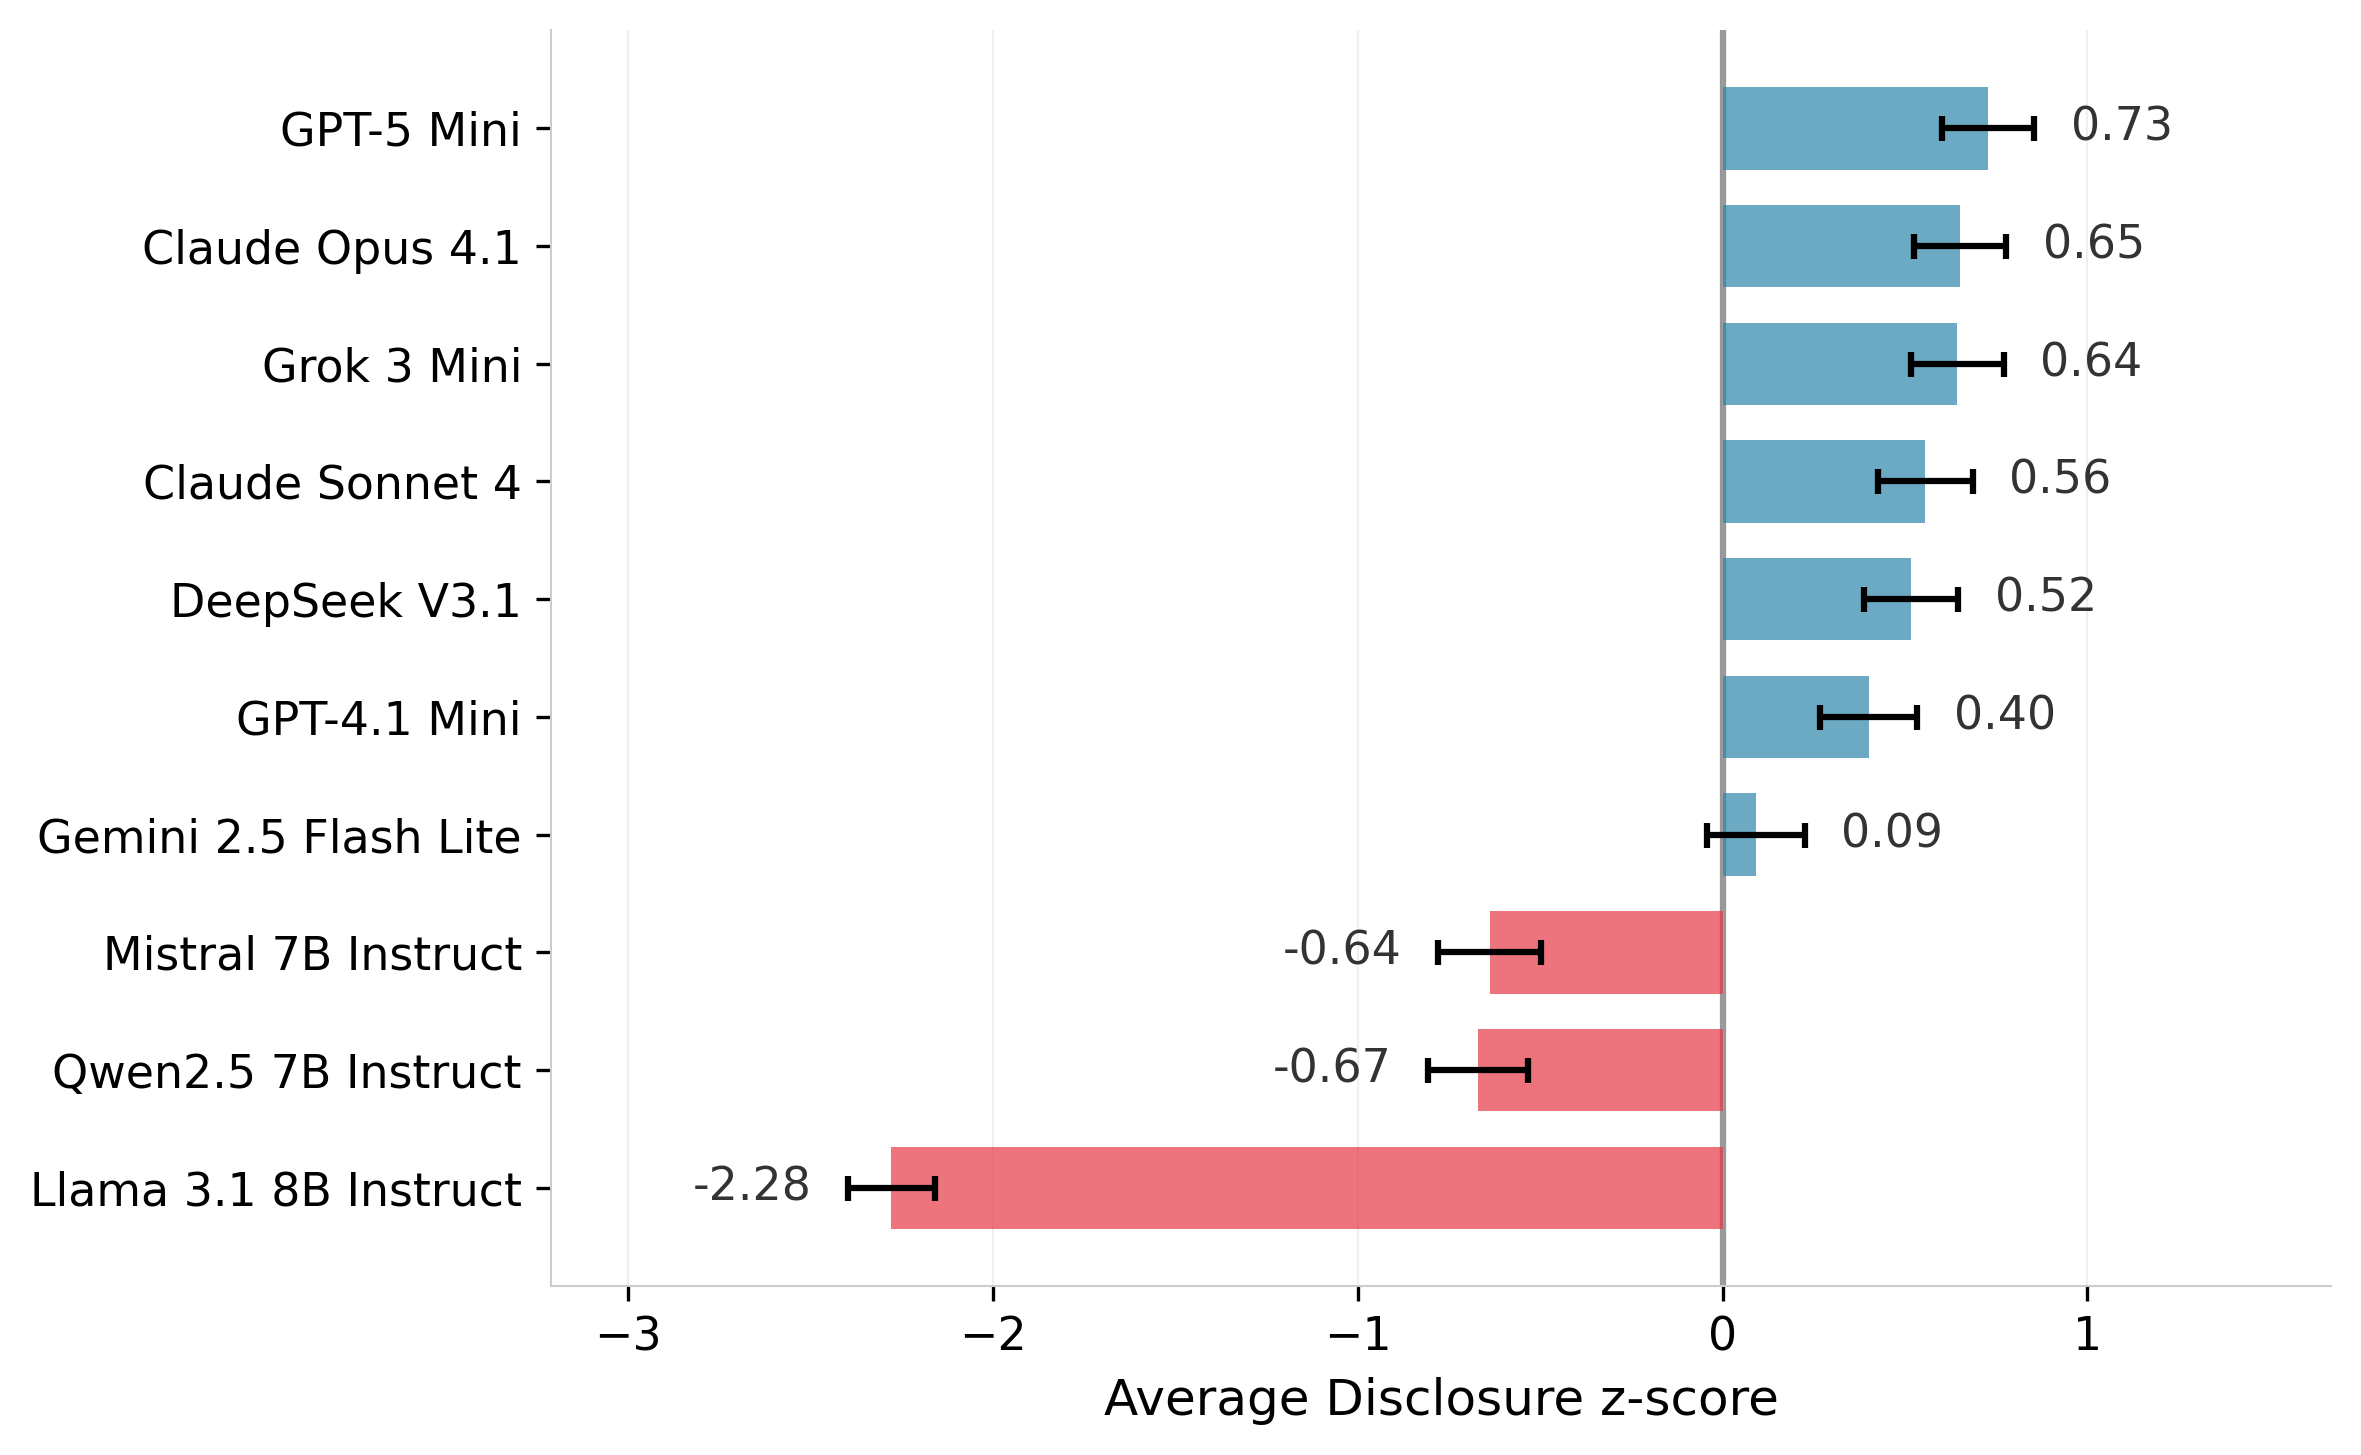 GPT-5 Mini
0.73
Claude Opus 4.1
0.65
Grok 3 Mini
0.64
Claude Sonnet 4
0.56
DeepSeek V3.1
0.52
GPT-4.1 Mini
0.40
Gemini 2.5 Flash Lite
0.09
Mistral 7B Instruct
-0.64
Qwen2.5 7B Instruct
-0.67
Llama 3.1 8B Instruct
-2.28
−3 −2 −1 0 1
Average Disclosure z-score